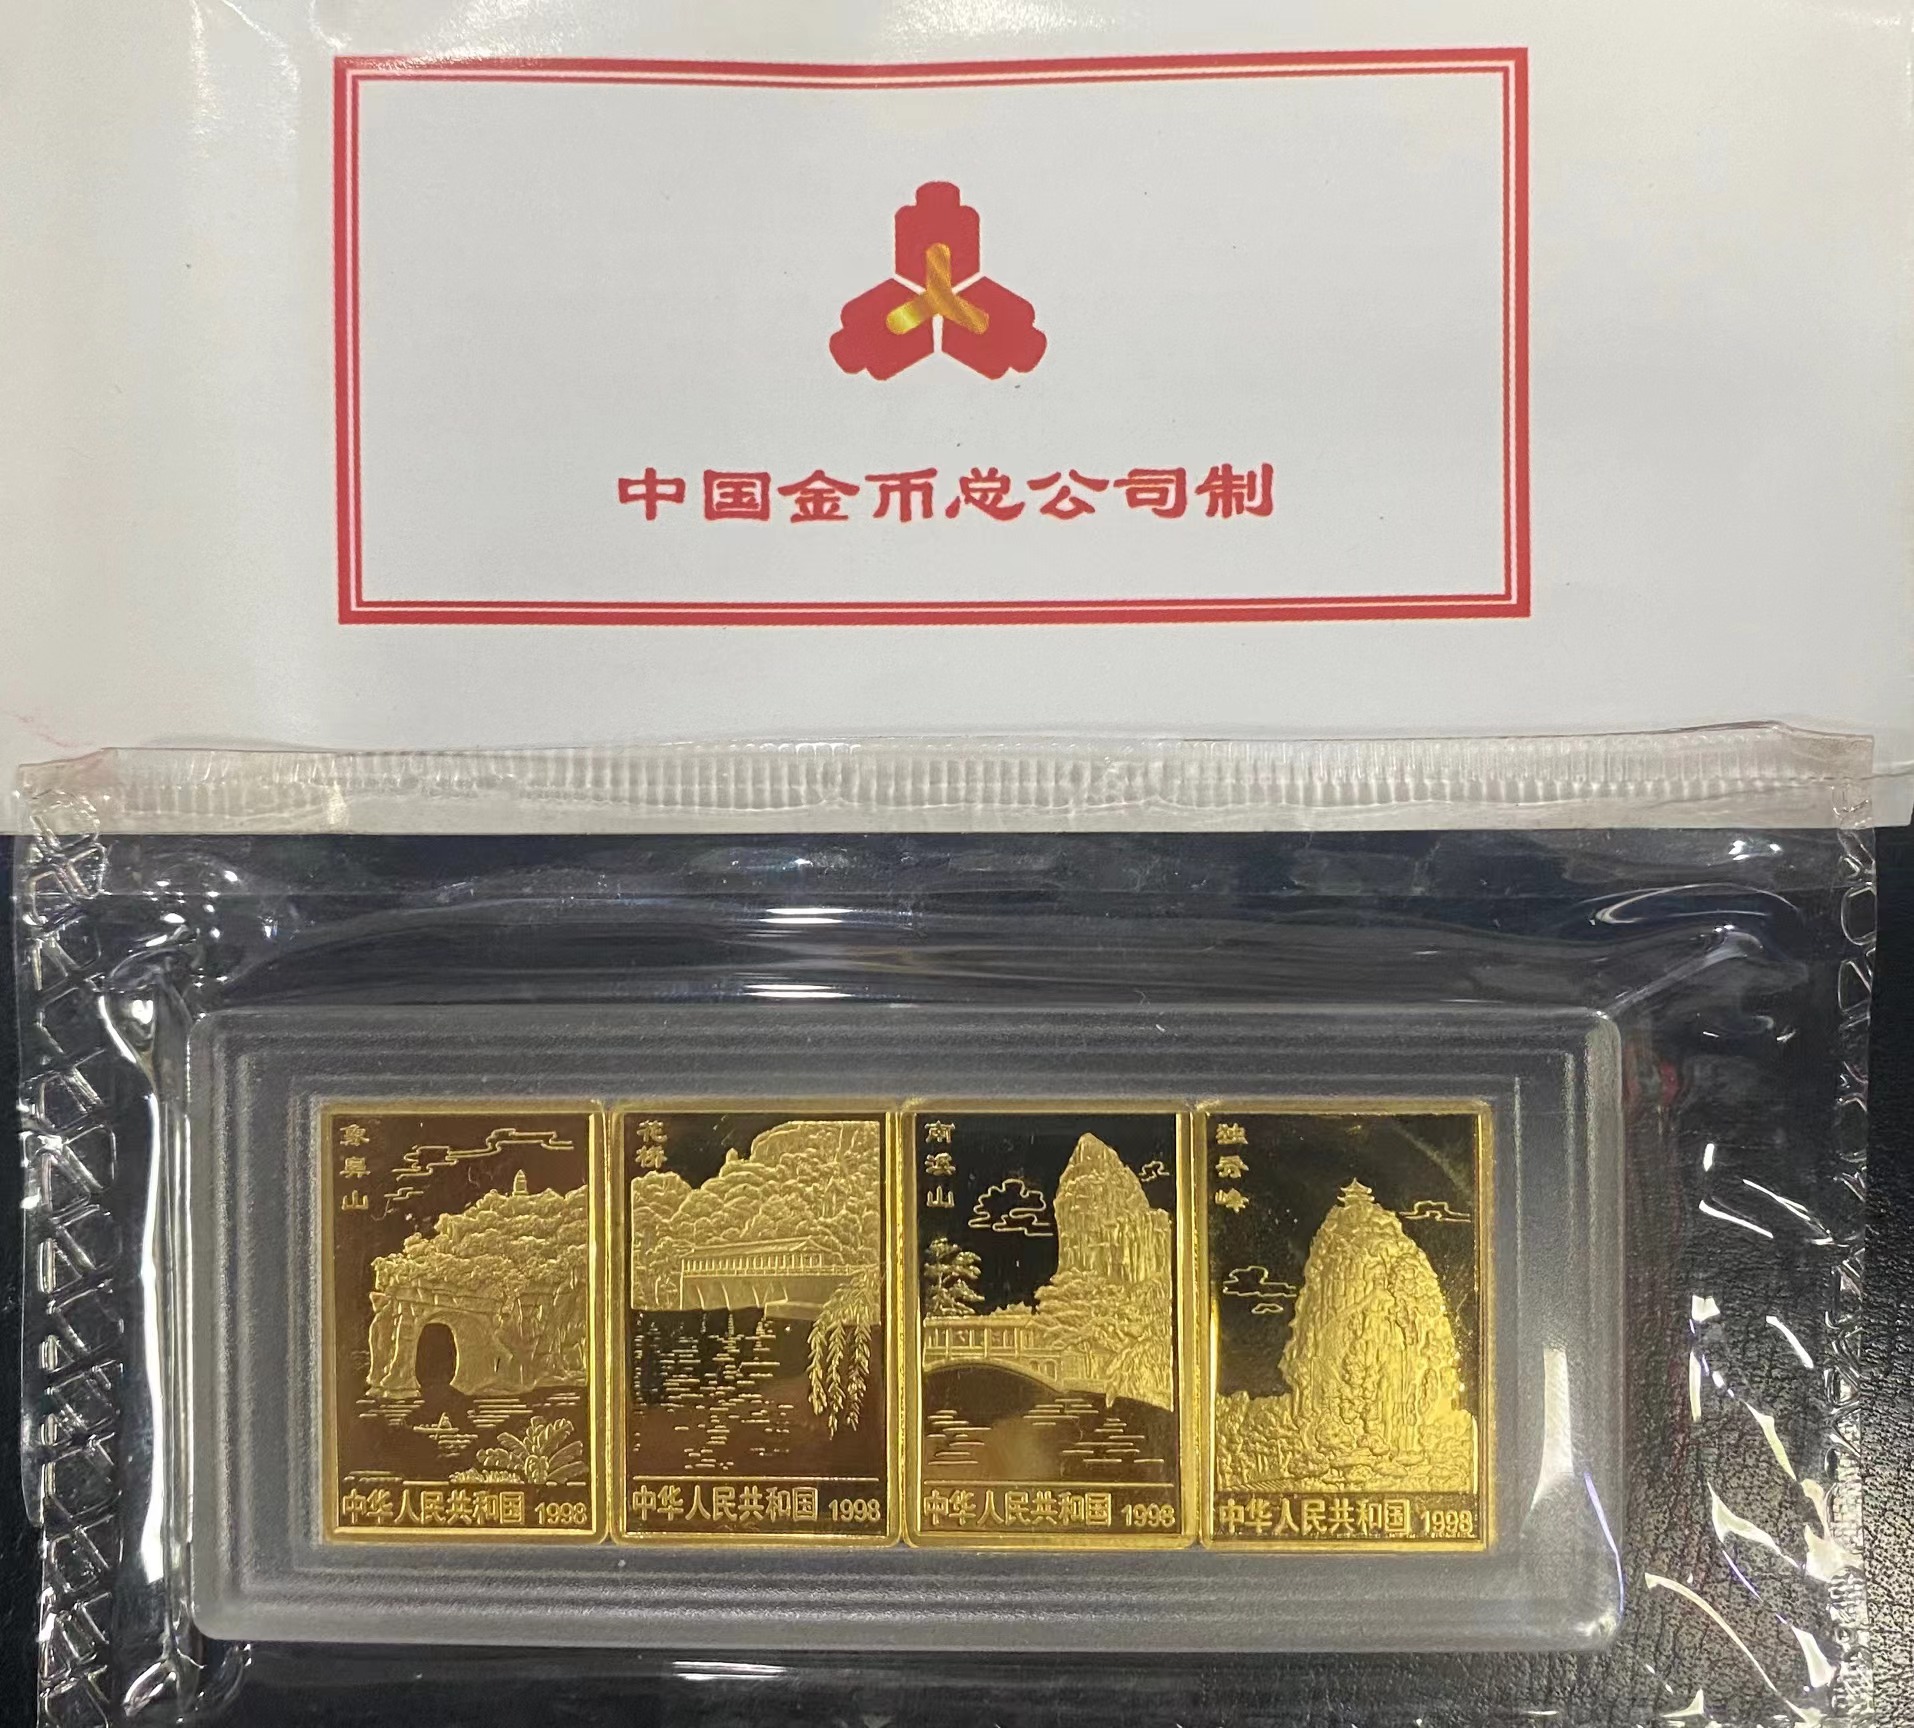 中国金币总公司制
象鼻山
中华人民共和国 1998
花桥
中华人民共和国 1998
南溪山
中华人民共和国 1998
独秀峰
中华人民共和国 1998